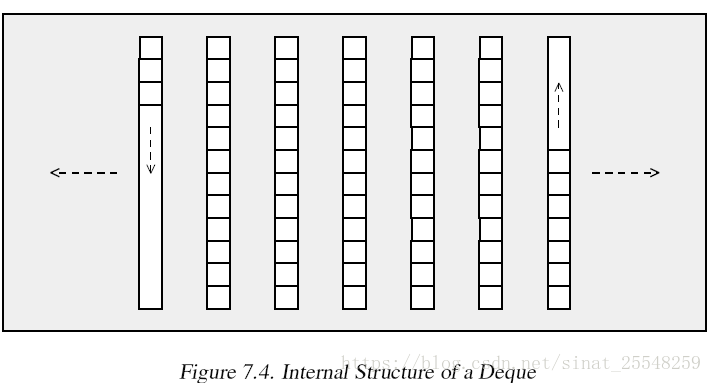 https://blog.csdn.net/sinat_25548259
Figure 7.4. Internal Structure of a Deque